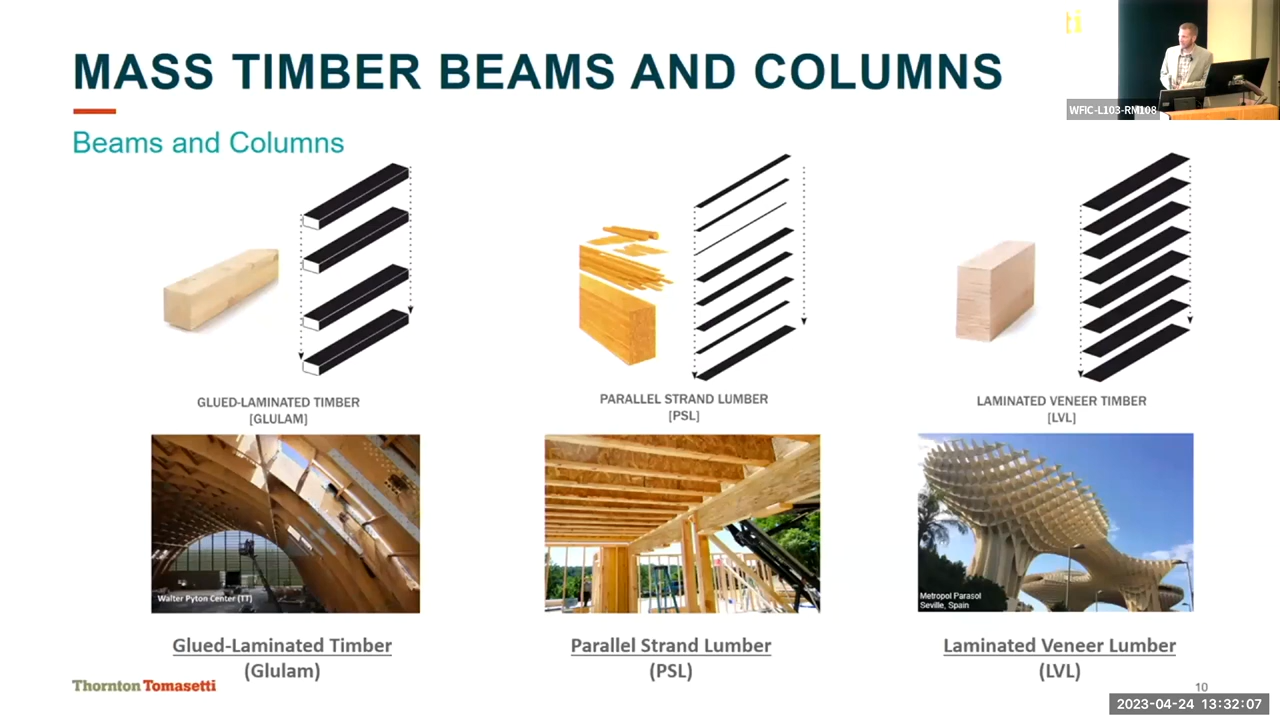 MASS TIMBER BEAMS AND COLUMNS
WFIC-L103-RM108
Beams and Columns
GLUED-LAMINATED TIMBER
[GLULAM]
PARALLEL STRAND LUMBER
[PSL]
LAMINATED VENEER TIMBER
[LVL]
Walter Pyton Center (TT)
Metropol Parasol
Seville, Spain
Glued-Laminated Timber
(Glulam)
Parallel Strand Lumber
(PSL)
Laminated Veneer Lumber
(LVL)
Thornton Tomasetti
10
2023-04-24 13:32:07